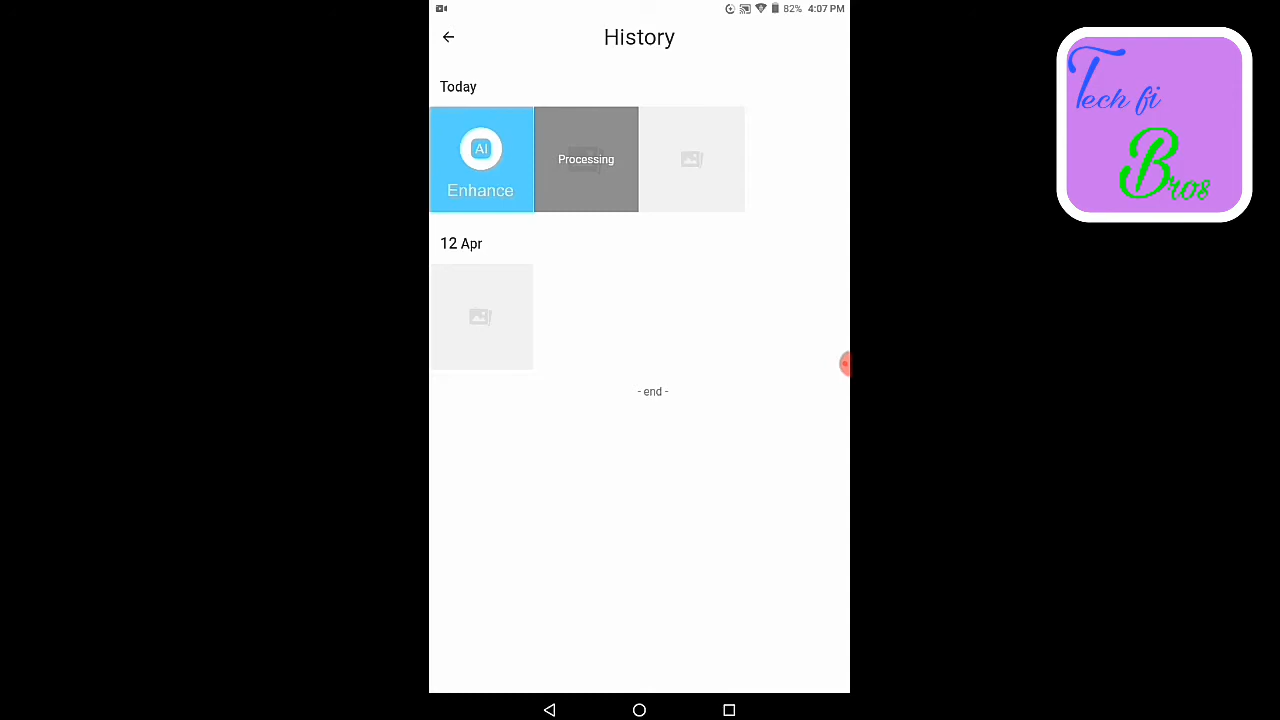 82% 4:07 PM
History
Today
AI
Enhance
Processing
12 Apr
- end -
Tech fi
Bros